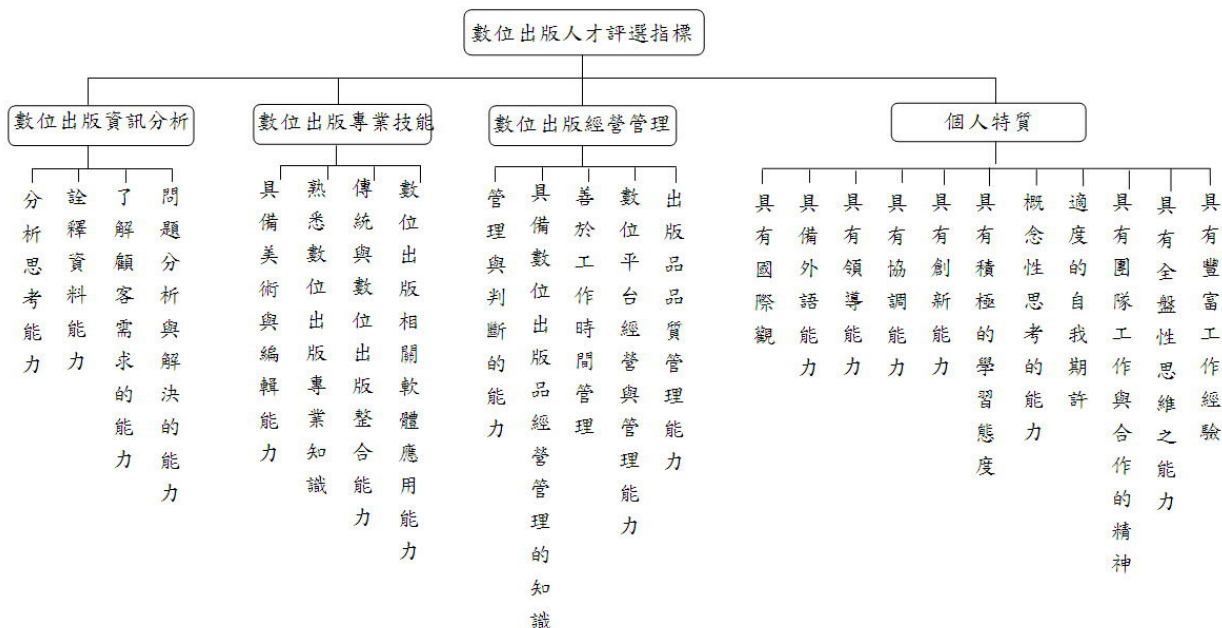 數位出版人才評選指標
數位出版資訊分析
數位出版專業技能
數位出版經營管理
個人特質
分析思考能力
詮釋資料能力
了解顧客需求的能力
問題分析與解決的能力
具備美術與編輯能力
熟悉數位出版專業知識
傳統與數位出版整合能力
數位出版相關軟體應用能力
管理與判斷的能力
具備數位出版品經營管理的知識
善於工作時間管理
數位平台經營與管理能力
出版品品質管理能力
具有國際觀
具備外語能力
具有領導能力
具有協調能力
具有創新能力
具有積極的學習態度
概念性思考的能力
適度的自我期許
具有團隊工作與合作的精神
具有全盤性思維之能力
具有豐富工作經驗